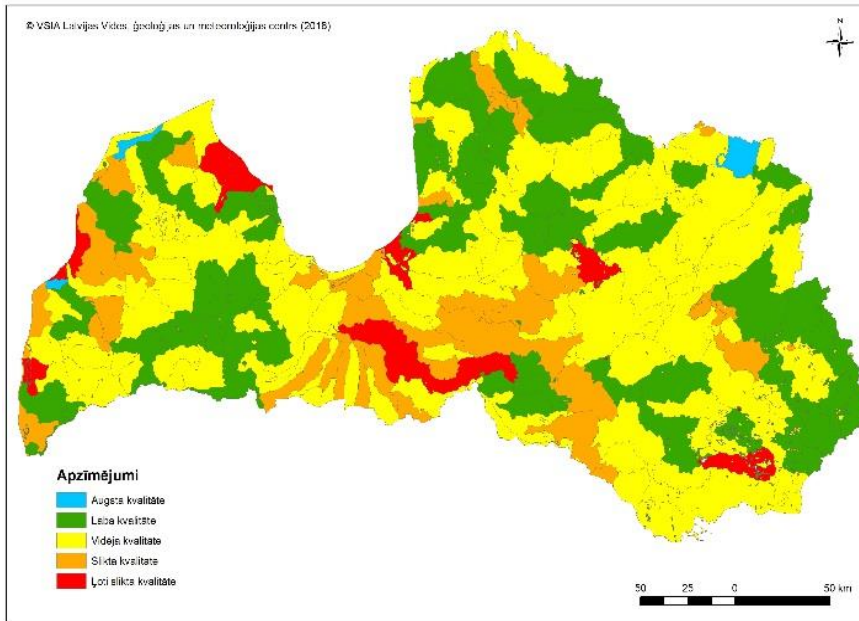 © VSIA Latvijas Vides, ģeoloģijas un meteoroloģijas centrs (2018)
N
Apzīmējumi
Augsta kvalitāte
Laba kvalitāte
Vidēja kvalitāte
Slikta kvalitāte
Ļoti slikta kvalitāte
50 25 0 50 km